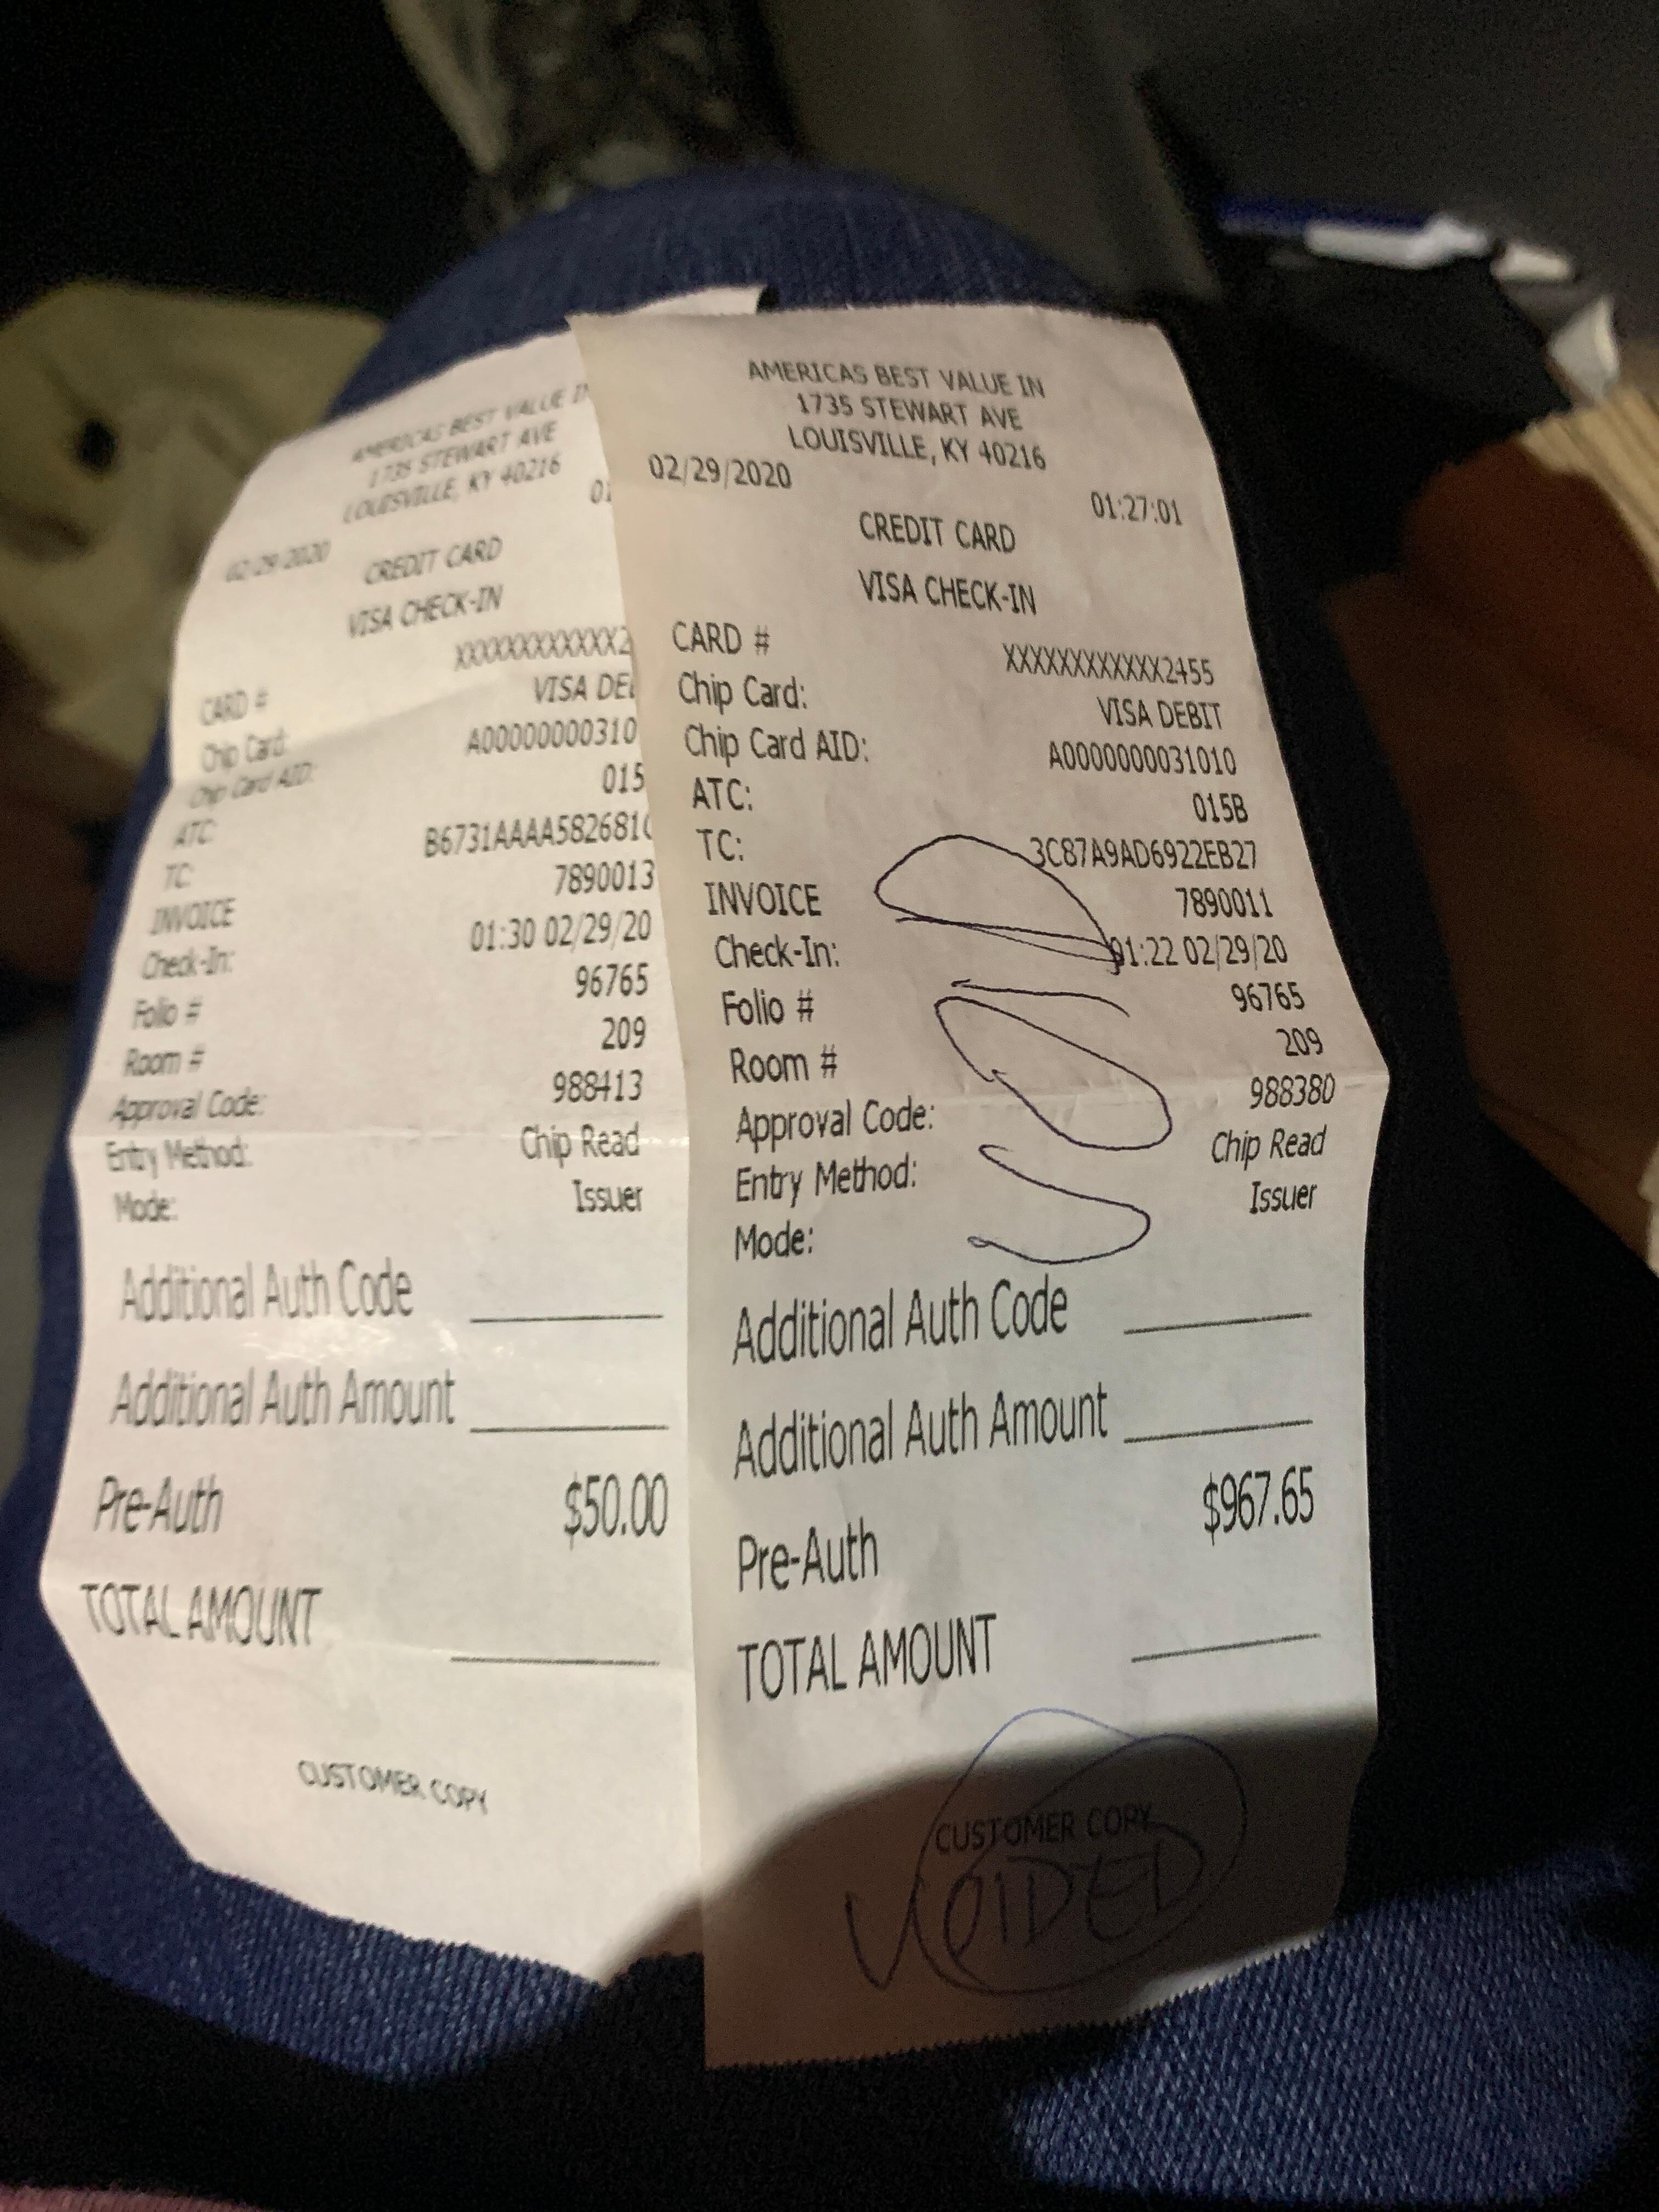 AMERICAS BEST VALUE IN
1735 STEWART AVE
LOUISVILLE, KY 40216
02/29/2020 01
CREDIT CARD
VISA CHECK-IN
CARD # XXXXXXXXXXXX2
Chip Card: VISA DE
Chip Card AID: A00000000310
ATC: 015
TC: B6731AAAA582681
INVOICE 7890013
Check-In: 01:30 02/29/20
Folio # 96765
Room # 209
Approval Code: 988413
Entry Method: Chip Read
Mode: Issuer
Additional Auth Code
Additional Auth Amount
Pre-Auth $50.00
TOTAL AMOUNT
CUSTOMER COPY
AMERICAS BEST VALUE IN
1735 STEWART AVE
LOUISVILLE, KY 40216
02/29/2020 01:27:01
CREDIT CARD
VISA CHECK-IN
CARD # XXXXXXXXXXXX2455
Chip Card: VISA DEBIT
Chip Card AID: A0000000031010
ATC: 015B
TC: 3C87A9AD6922EB27
INVOICE 7890011
Check-In: 01:22 02/29/20
Folio # 96765
Room # 209
Approval Code: 988380
Entry Method: Chip Read
Mode: Issuer
Additional Auth Code
Additional Auth Amount
Pre-Auth $967.65
TOTAL AMOUNT
CUSTOMER COPY
VOIDED